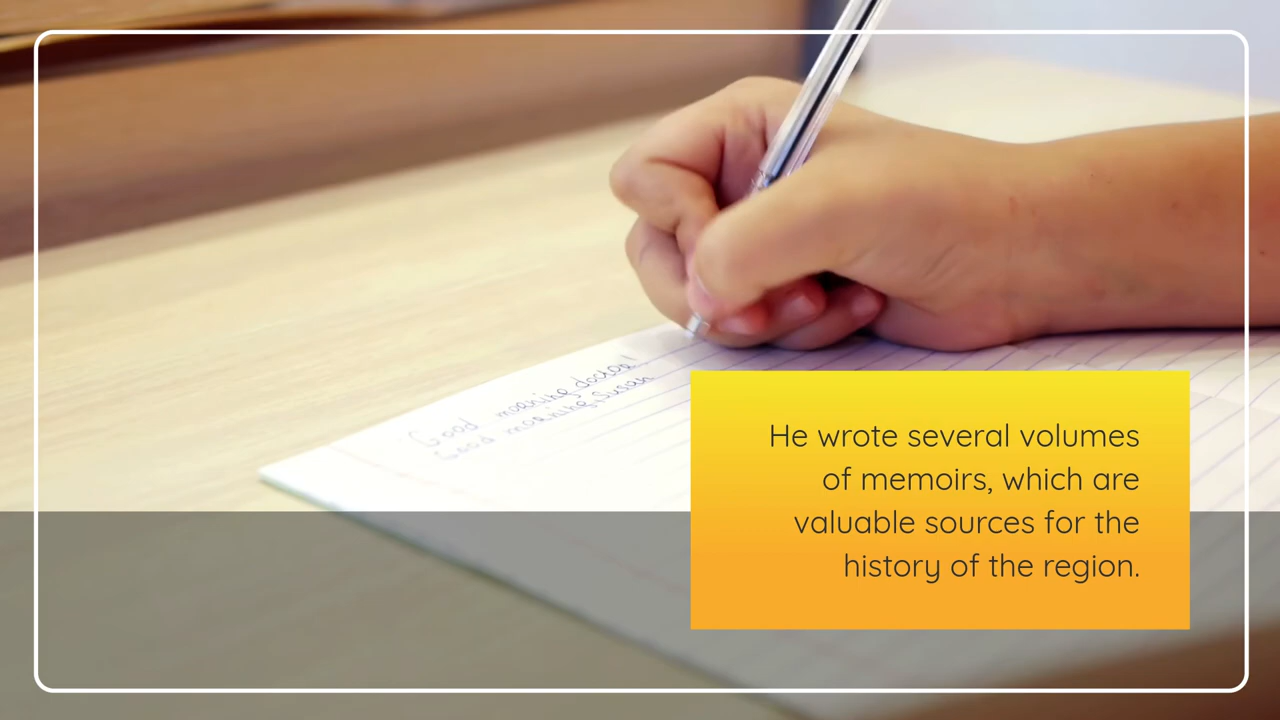 Good morning, doctor!
Good morning, Susan
He wrote several volumes
of memoirs, which are
valuable sources for the
history of the region.